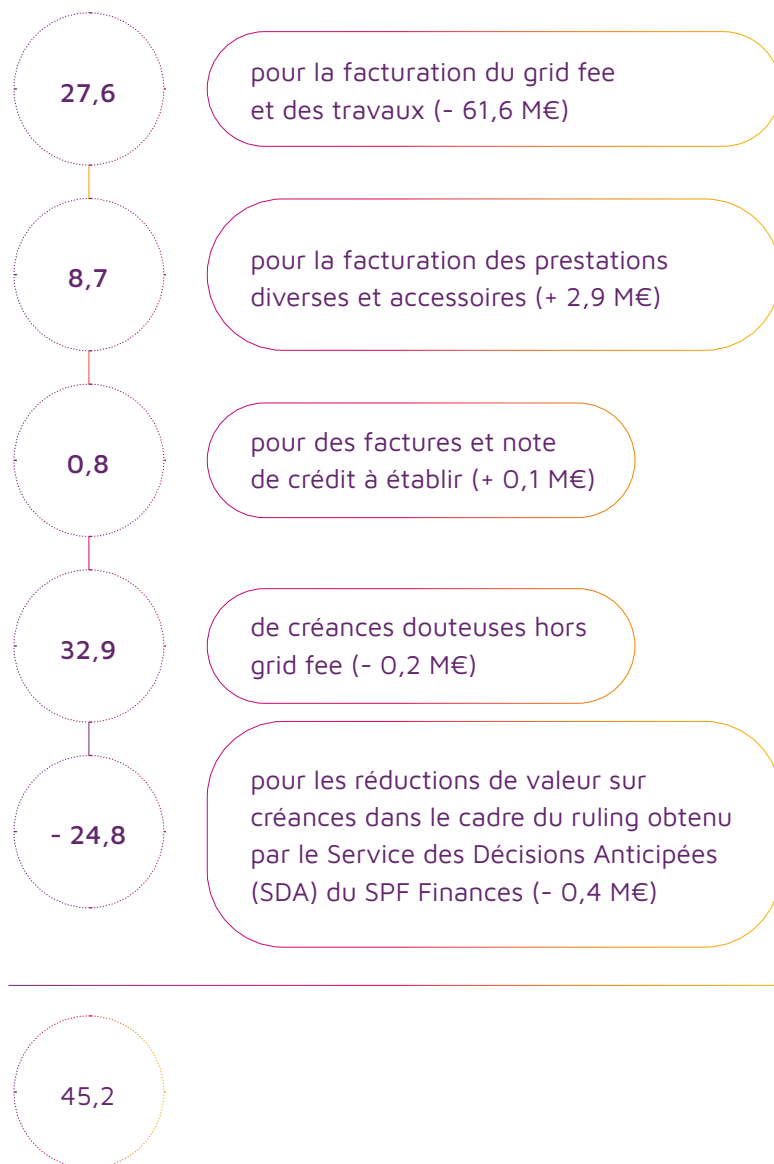 27,6
pour la facturation du grid fee
et des travaux (- 61,6 M€)
8,7
pour la facturation des prestations
diverses et accessoires (+ 2,9 M€)
0,8
pour des factures et note
de crédit à établir (+ 0,1 M€)
32,9
de créances douteuses hors
grid fee (- 0,2 M€)
- 24,8
pour les réductions de valeur sur
créances dans le cadre du ruling obtenu
par le Service des Décisions Anticipées
(SDA) du SPF Finances (- 0,4 M€)
45,2